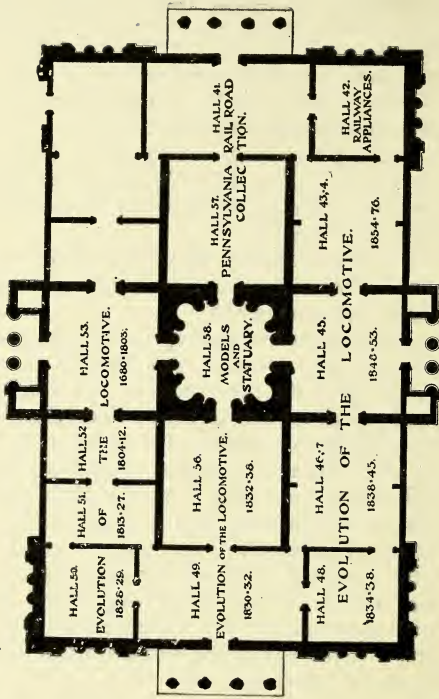 HALL 50.
EVOLUTION
1828·29.
HALL 51.
OF
1813·27.
HALL 52
THE
1804·12.
HALL 53.
LOCOMOTIVE.
1680·1803.
HALL 49.
EVOLUTION OF THE LOCOMOTIVE.
1830·32.
HALL 56.
1832·38.
HALL 58.
MODELS
AND
STATUARY.
HALL 57.
HALL 41.
PENNSYLVANIA RAIL ROAD
COLLECTION.
HALL 48.
HALL 46·7
HALL 45.
HALL 43·4.
EVOLUTION OF THE LOCOMOTIVE.
1834·38.
1838·45.
1848·53.
1854·76.
HALL 42.
RAILWAY
APPLIANCES.